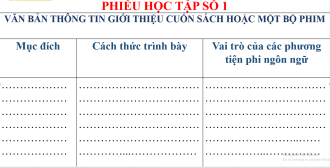 PHIẾU HỌC TẬP SỐ 1
VĂN BẢN THÔNG TIN GIỚI THIỆU CUỐN SÁCH HOẶC MỘT BỘ PHIM
Mục đích
Cách thức trình bày
Vai trò của các phương
tiện phi ngôn ngữ